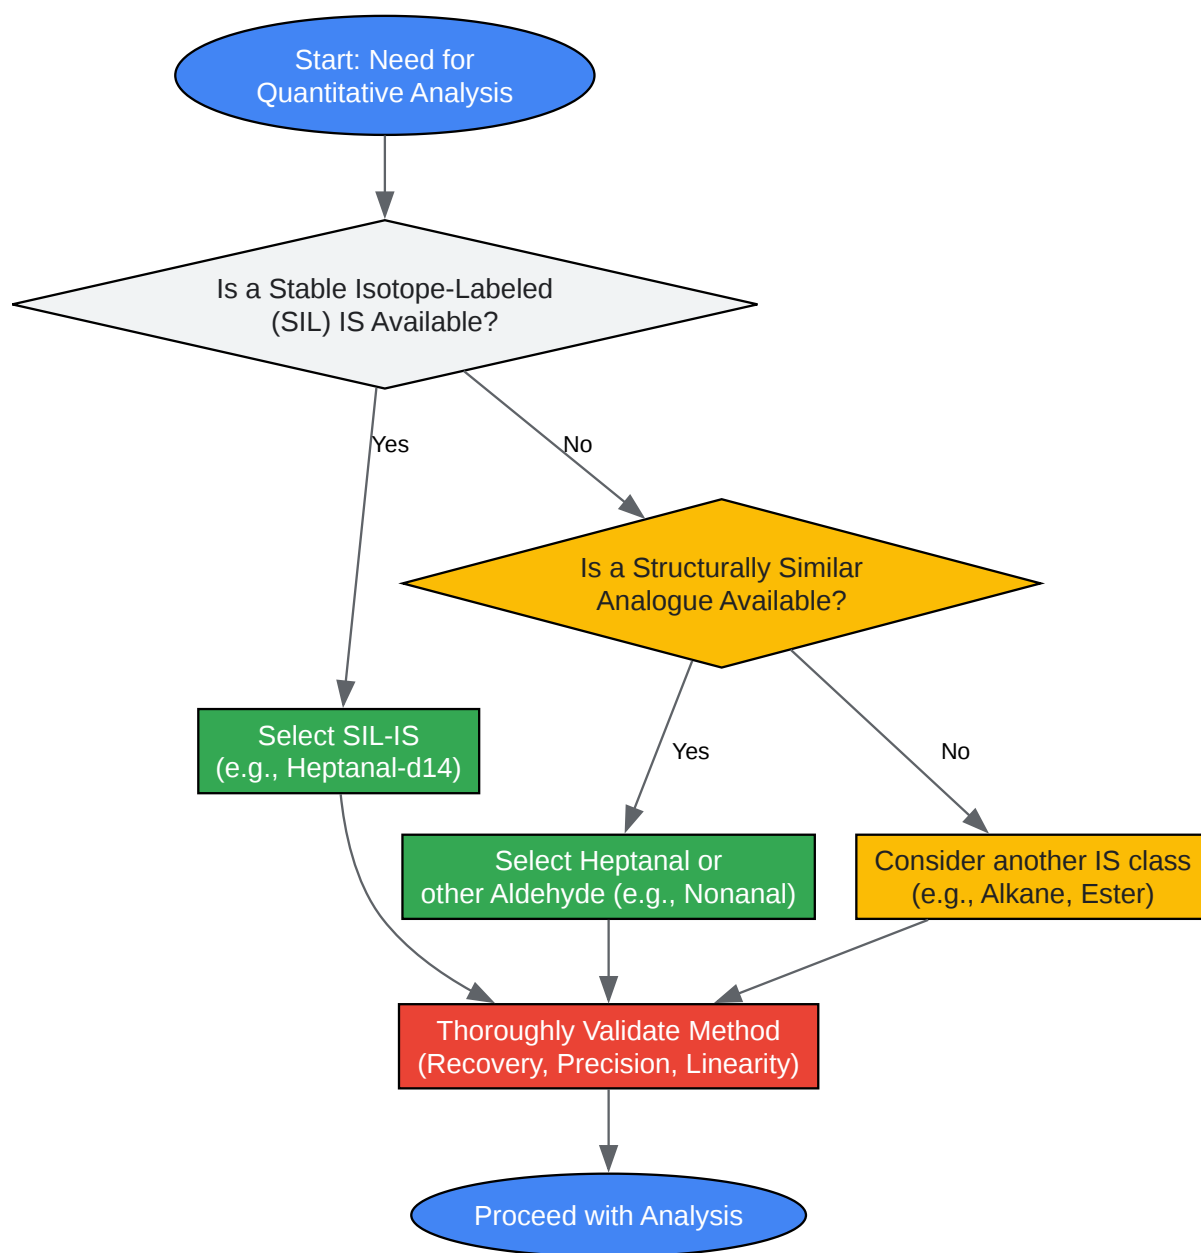 Start: Need for
Quantitative Analysis
Is a Stable Isotope-Labeled
(SIL) IS Available?
Yes
No
Is a Structurally Similar
Analogue Available?
Select SIL-IS
(e.g., Heptanal-d14)
Yes
No
Select Heptanal or
other Aldehyde (e.g., Nonanal)
Consider another IS class
(e.g., Alkane, Ester)
Thoroughly Validate Method
(Recovery, Precision, Linearity)
Proceed with Analysis